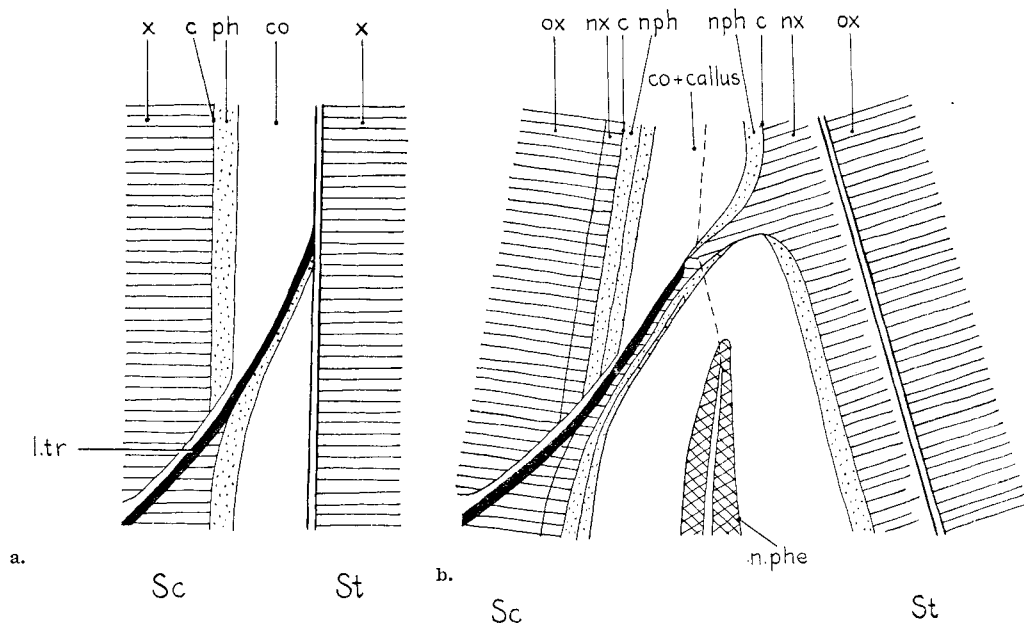 x c ph co x
ox nx c nph nph c nx ox
co+callus
l.tr
n.phe
a.
Sc St
b.
Sc St